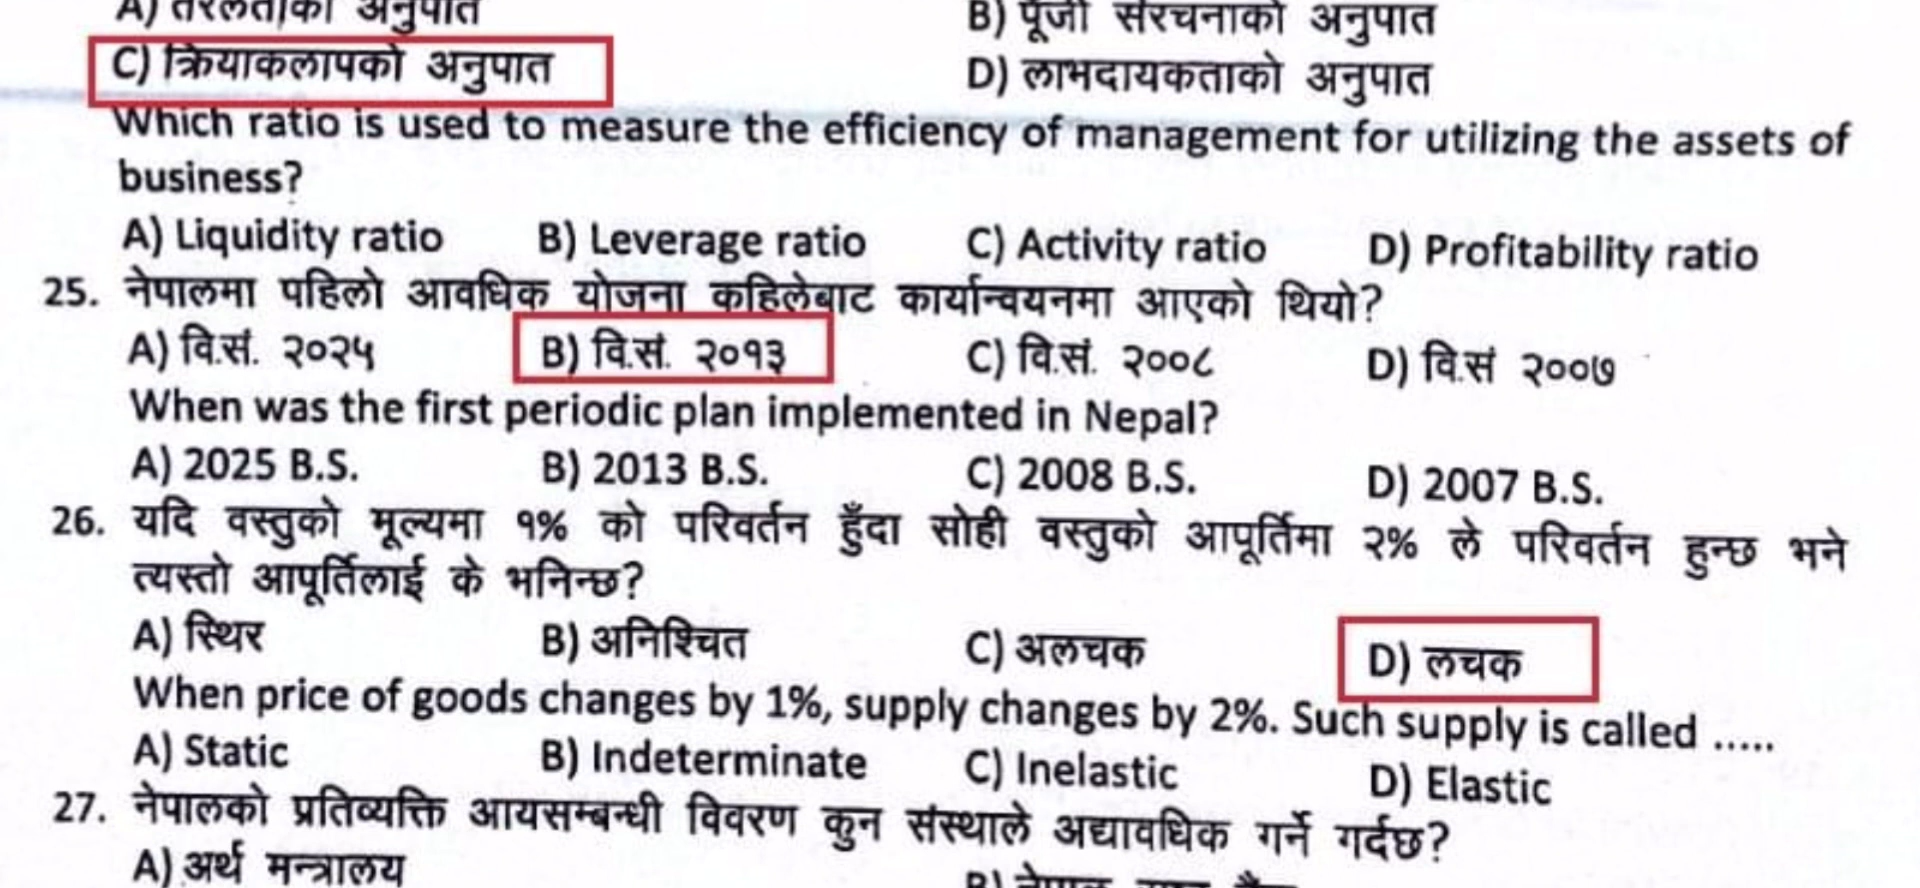 A) तरलताको अनुपात B) पूँजी संरचनाको अनुपात
C) क्रियाकलापको अनुपात D) लाभदायकताको अनुपात
Which ratio is used to measure the efficiency of management for utilizing the assets of
business?
A) Liquidity ratio B) Leverage ratio C) Activity ratio D) Profitability ratio
25. नेपालमा पहिलो आवधिक योजना कहिलेबाट कार्यान्वयनमा आएको थियो?
A) वि.सं. २०२५ B) वि.सं. २०१३ C) वि.सं. २००८ D) वि.सं २००७
When was the first periodic plan implemented in Nepal?
A) 2025 B.S. B) 2013 B.S. C) 2008 B.S. D) 2007 B.S.
26. यदि वस्तुको मूल्यमा १% को परिवर्तन हुँदा सोही वस्तुको आपूर्तिमा २% ले परिवर्तन हुन्छ भने
त्यस्तो आपूर्तिलाई के भनिन्छ?
A) स्थिर B) अनिश्चित C) अलचक D) लचक
When price of goods changes by 1%, supply changes by 2%. Such supply is called .....
A) Static B) Indeterminate C) Inelastic D) Elastic
27. नेपालको प्रतिव्यक्ति आयसम्बन्धी विवरण कुन संस्थाले अद्यावधिक गर्ने गर्दछ?
A) अर्थ मन्त्रालय B) नेपाल